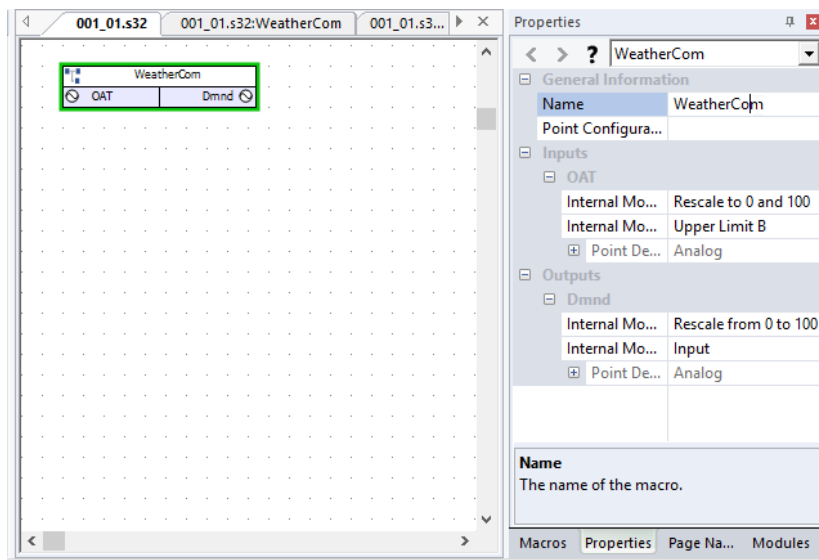 001_01.s32 001_01.s32:WeatherCom 001_01.s3...
WeatherCom
OAT Dmnd
Properties
? WeatherCom
General Information
Name WeatherCom
Point Configura...
Inputs
OAT
Internal Mo... Rescale to 0 and 100
Internal Mo... Upper Limit B
Point De... Analog
Outputs
Dmnd
Internal Mo... Rescale from 0 to 100
Internal Mo... Input
Point De... Analog
Name
The name of the macro.
Macros Properties Page Na... Modules